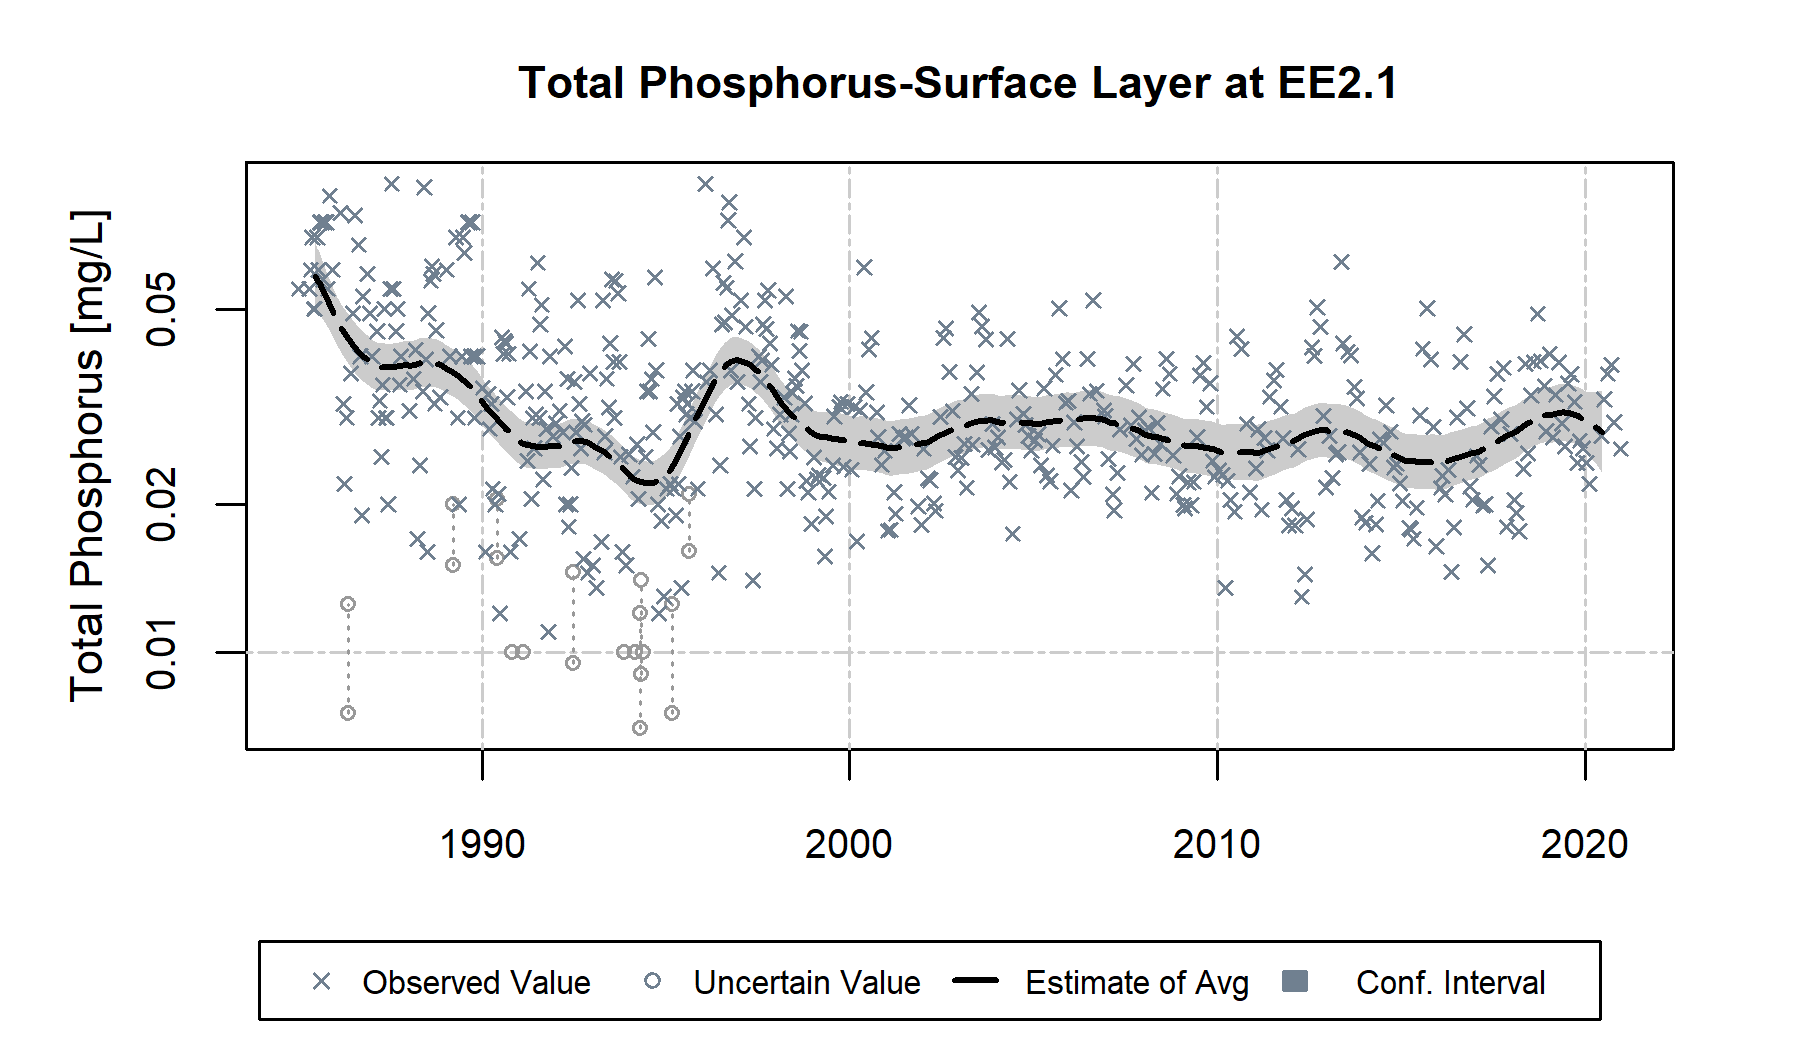 Total Phosphorus-Surface Layer at EE2.1
Total Phosphorus [mg/L]
0.05
0.02
0.01
1990 2000 2010 2020
Observed Value Uncertain Value Estimate of Avg Conf. Interval